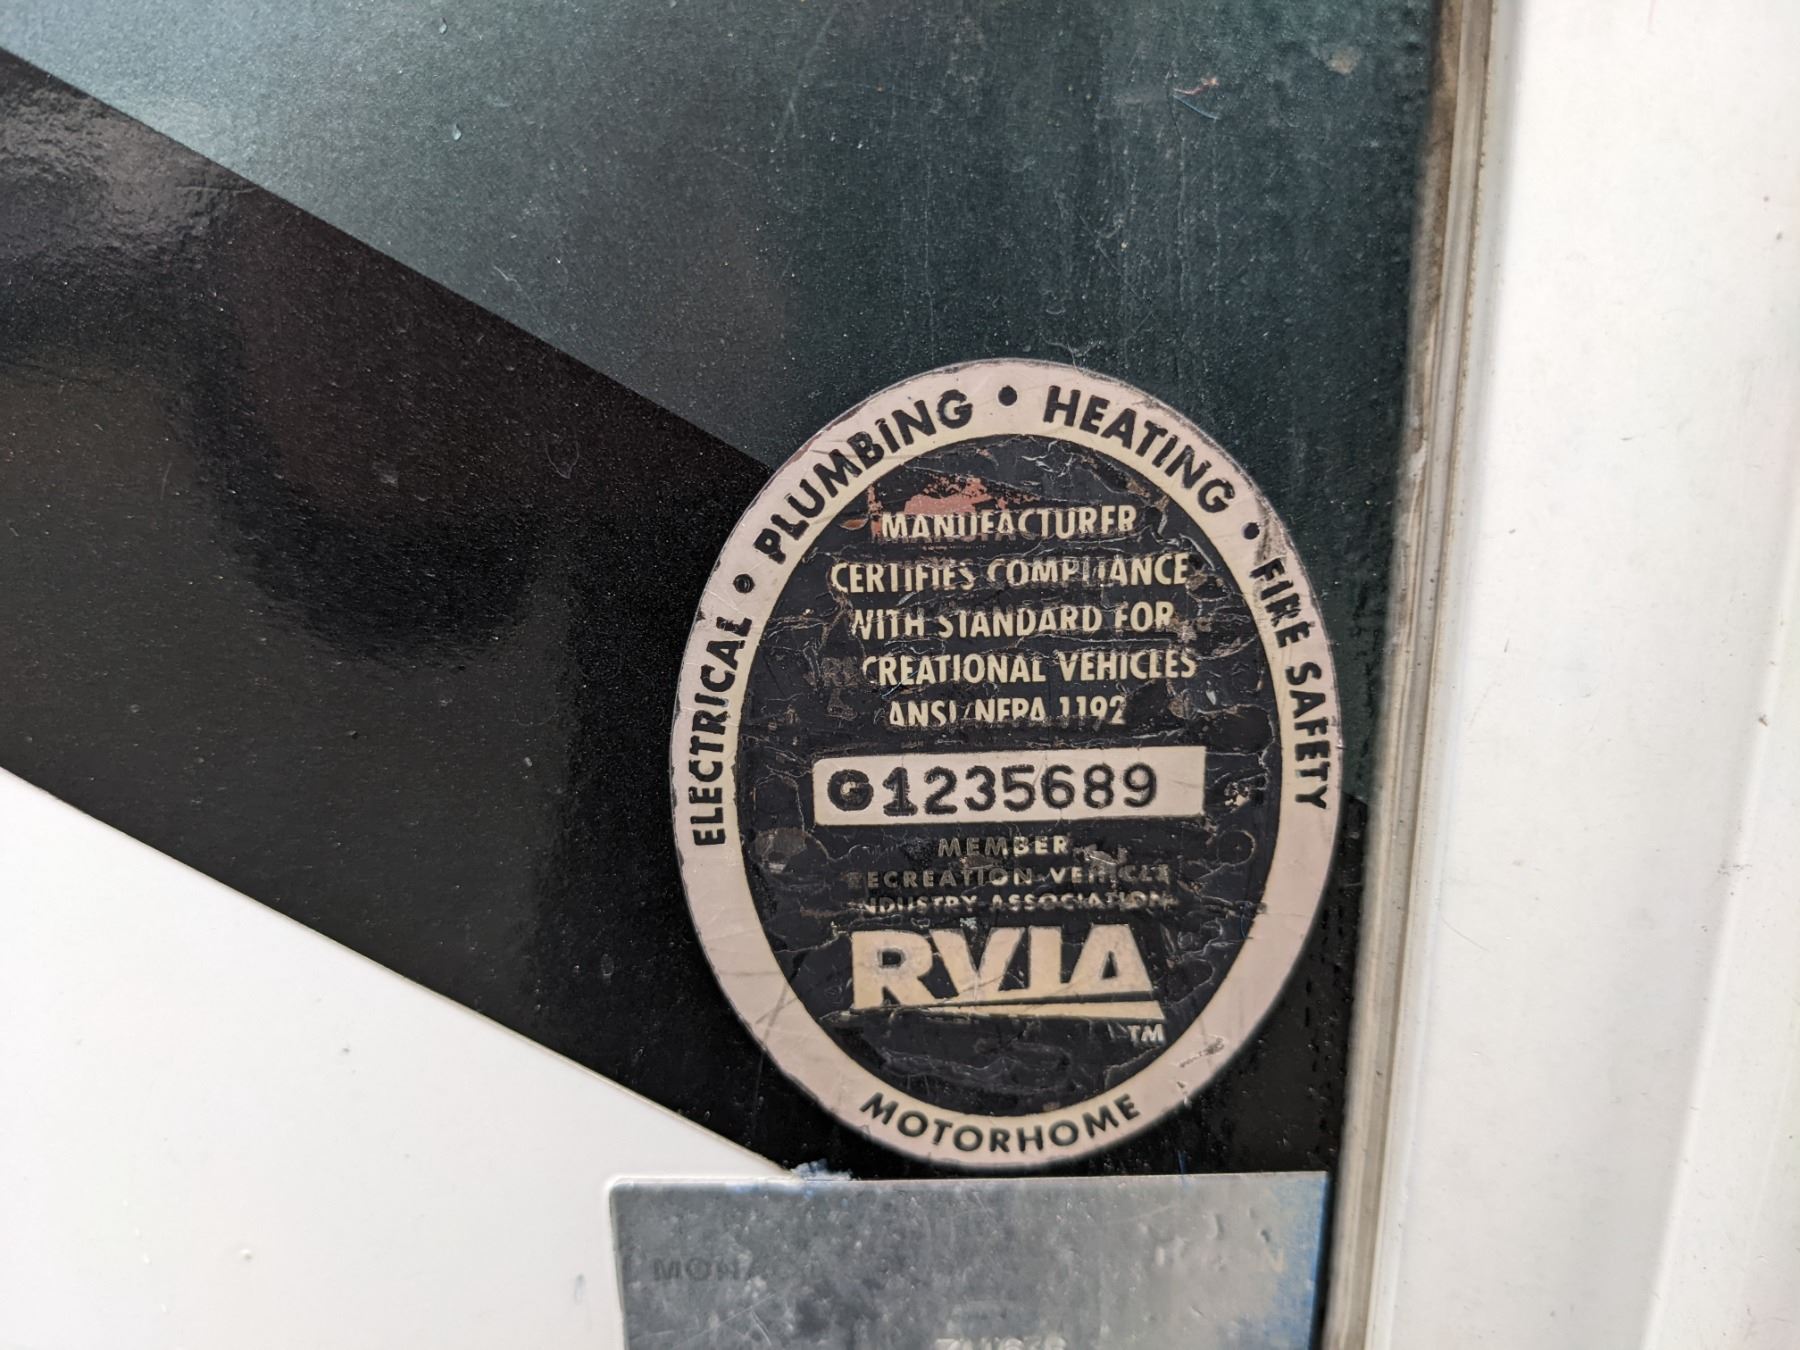 ELECTRICAL • PLUMBING • HEATING • FIRE SAFETY
MANUFACTURER
CERTIFIES COMPLIANCE
WITH STANDARD FOR
RECREATIONAL VEHICLES
ANSI/NFPA 1192
G1235689
MEMBER
RECREATION VEHICLE
INDUSTRY ASSOCIATION
RVIA
TM
MOTORHOME